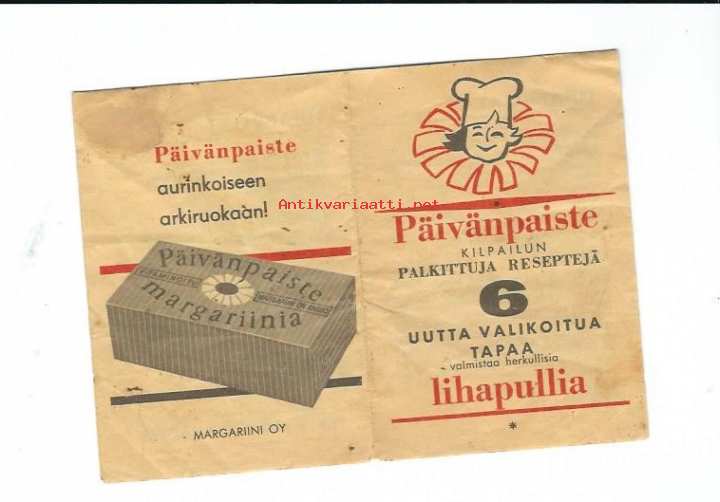 Päivänpaiste
aurinkoiseen
arkiruokaan!
Päivänpaiste
VITAMINOITU
margariinia
MARGARIINI OY
Antikvariaatti.net
Päivänpaiste
KILPAILUN
PALKITTUJA RESEPTEJÄ
6
UUTTA VALIKOITUA
TAPAA
valmistaa herkullisia
lihapullia
*